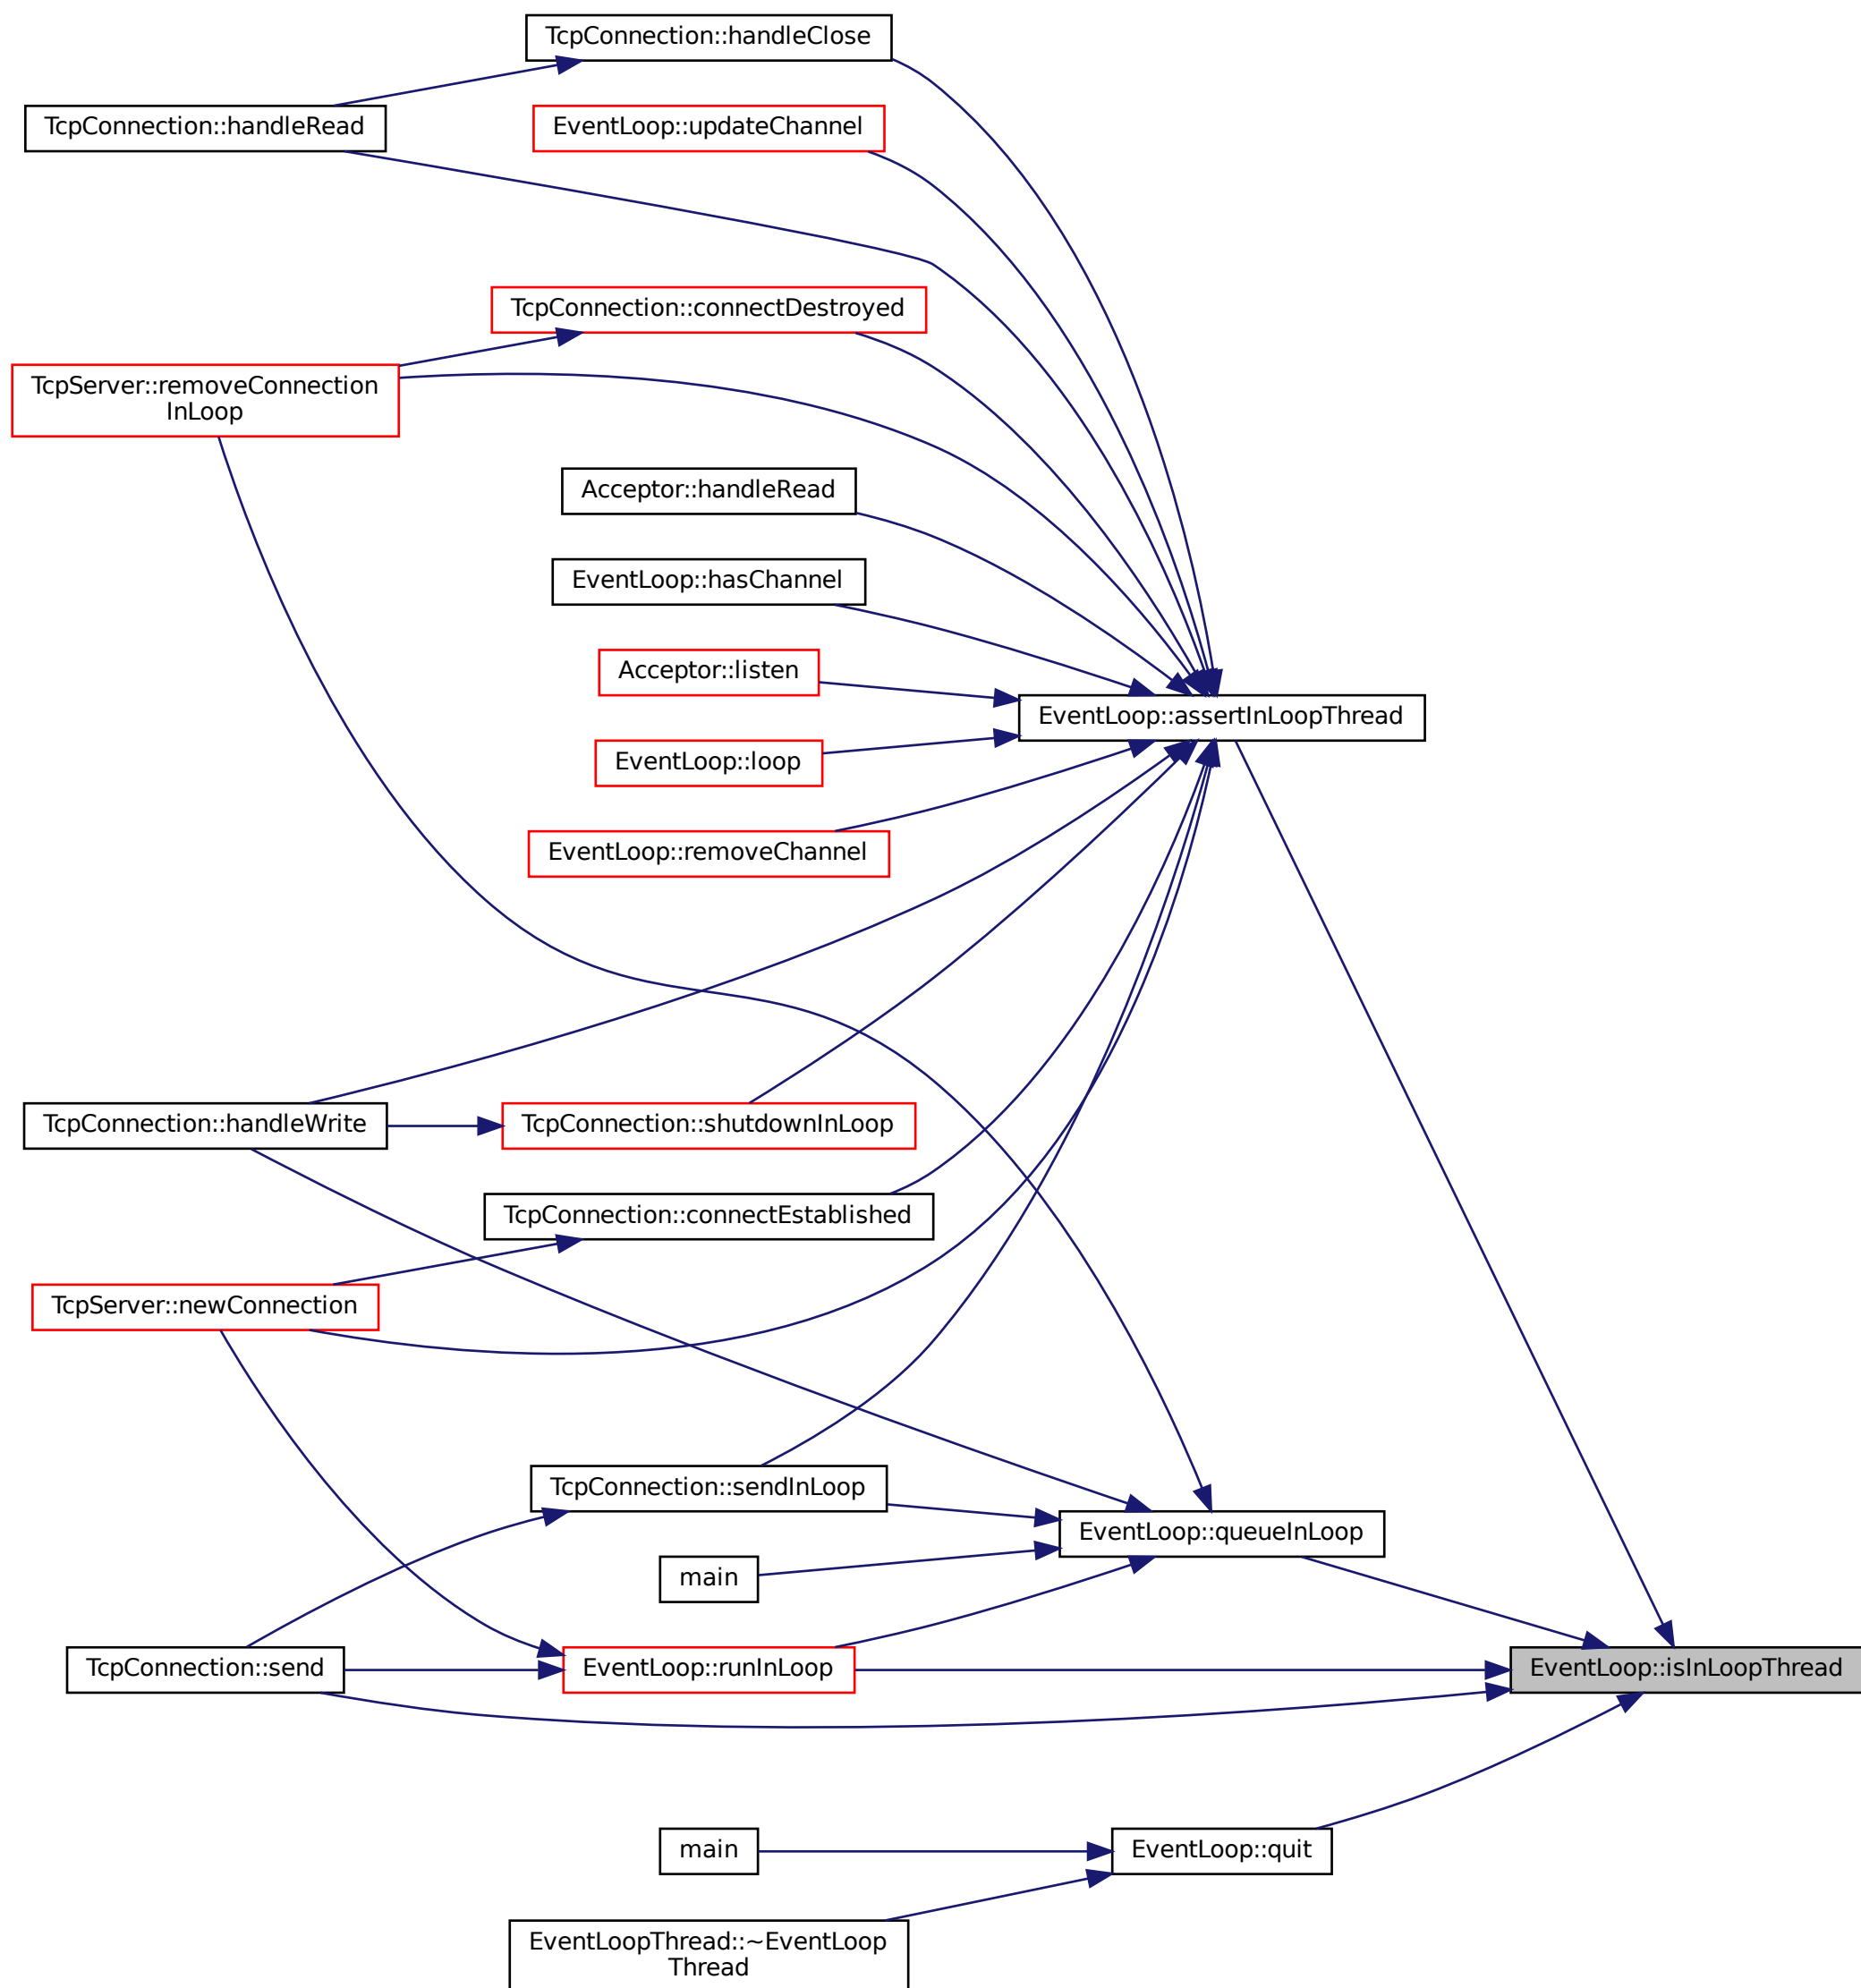 TcpConnection::handleClose
TcpConnection::handleRead
EventLoop::updateChannel
TcpConnection::connectDestroyed
TcpServer::removeConnection
InLoop
Acceptor::handleRead
EventLoop::hasChannel
Acceptor::listen
EventLoop::assertInLoopThread
EventLoop::loop
EventLoop::removeChannel
TcpConnection::handleWrite
TcpConnection::shutdownInLoop
TcpConnection::connectEstablished
TcpServer::newConnection
TcpConnection::sendInLoop
EventLoop::queueInLoop
main
TcpConnection::send
EventLoop::runInLoop
EventLoop::isInLoopThread
main
EventLoop::quit
EventLoopThread::~EventLoop
Thread